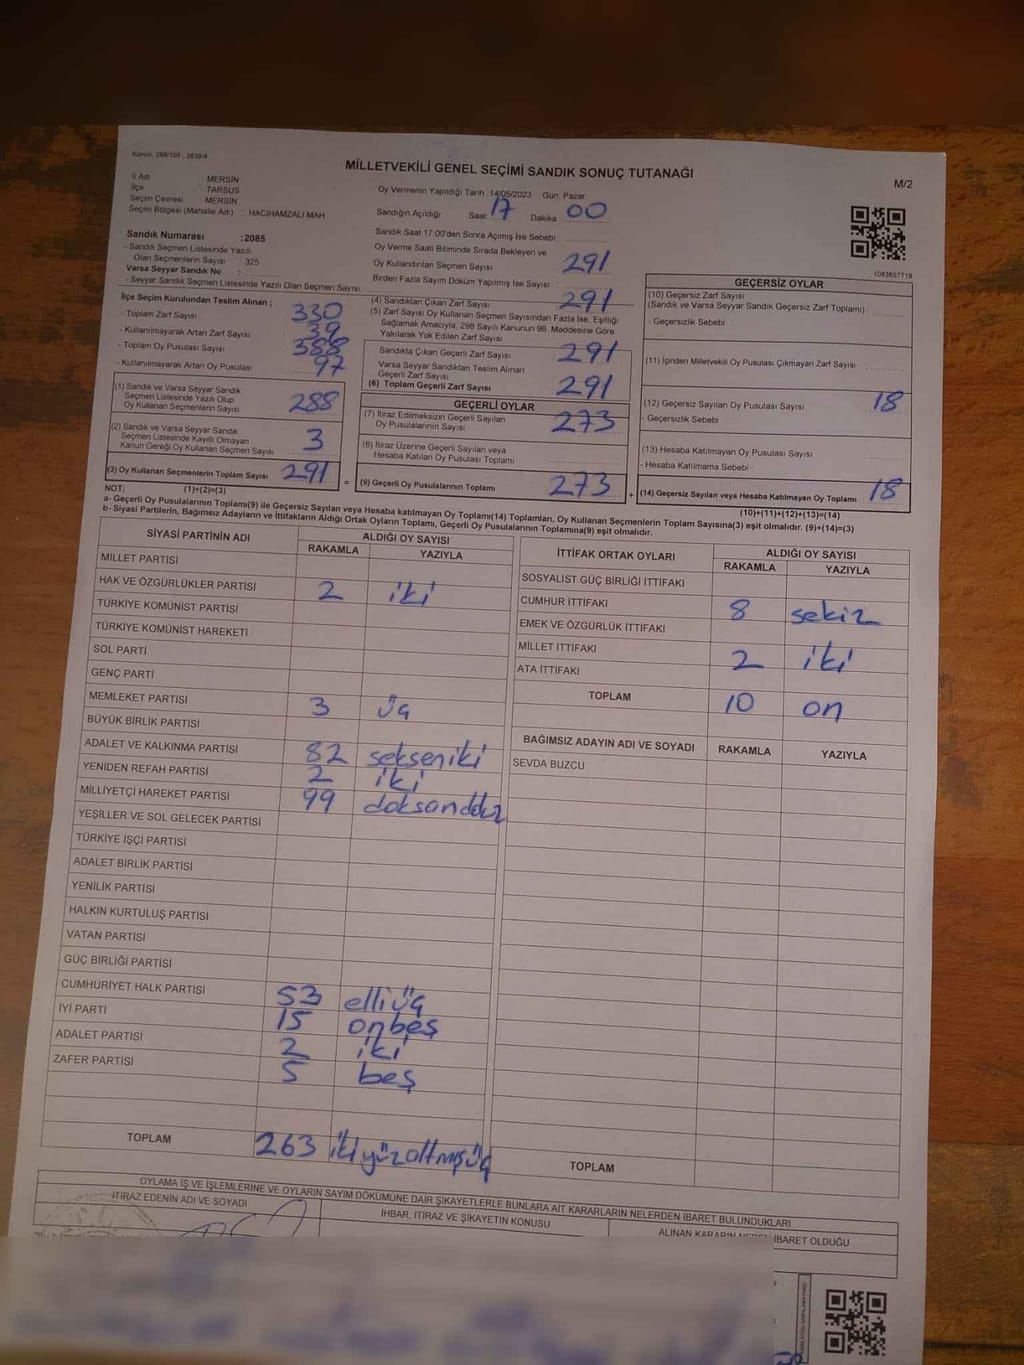 Kanun. 298/101 , 2839/4
MİLLETVEKİLİ GENEL SEÇİMİ SANDIK SONUÇ TUTANAĞI
M/2
İl Adı : MERSİN
İlçe : TARSUS
Seçim Çevresi : MERSİN
Seçim Bölgesi (Mahalle Adı) : HACIHAMZALI MAH
Sandık Numarası :2085
- Sandık Seçmen Listesinde Yazılı
Olan Seçmenlerin Sayısı : 325
Varsa Seyyar Sandık No :
- Seyyar Sandık Seçmen Listesinde Yazılı Olan Seçmen Sayısı :
Oy Vermenin Yapıldığı Tarih : 14/05/2023 Gün: Pazar
Sandığın Açıldığı Saat: 17 Dakika : 00
Sandık Saat 17:00'den Sonra Açılmış İse Sebebi :
Oy Verme Saati Bitiminde Sırada Bekleyen ve
Oy Kullandırılan Seçmen Sayısı : 291
Birden Fazla Sayım Döküm Yapılmış İse Sayısı :
1083657719
İlçe Seçim Kurulundan Teslim Alınan ;
- Toplam Zarf Sayısı : 330
- Kullanılmayarak Artan Zarf Sayısı : 39
- Toplam Oy Pusulası Sayısı : 388
- Kullanılmayarak Artan Oy Pusulası : 97
(1) Sandık ve Varsa Seyyar Sandık
Seçmen Listesinde Yazılı Olup
Oy Kullanan Seçmenlerin Sayısı : 288
(2) Sandık ve Varsa Seyyar Sandık
Seçmen Listesinde Kayıtlı Olmayan
Kanun Gereği Oy Kullanan Seçmen Sayısı : 3
(3) Oy Kullanan Seçmenlerin Toplam Sayısı : 291
(4) Sandıktan Çıkan Zarf Sayısı : 291
(5) Zarf Sayısı Oy Kullanan Seçmen Sayısından Fazla İse, Eşitliği
Sağlamak Amacıyla, 298 Sayılı Kanunun 98. Maddesine Göre
Yakılarak Yok Edilen Zarf Sayısı :
Sandıkta Çıkan Geçerli Zarf Sayısı : 291
Varsa Seyyar Sandıktan Teslim Alınan
Geçerli Zarf Sayısı :
(6) Toplam Geçerli Zarf Sayısı : 291
GEÇERLİ OYLAR
(7) İtiraz Edilmeksizin Geçerli Sayılan
Oy Pusulalarının Sayısı : 273
(8) İtiraz Üzerine Geçerli Sayılan veya
Hesaba Katılan Oy Pusulası Toplamı :
= (9) Geçerli Oy Pusulalarının Toplamı : 273 +
GEÇERSİZ OYLAR
(10) Geçersiz Zarf Sayısı
(Sandık ve Varsa Seyyar Sandık Geçersiz Zarf Toplamı) :
- Geçersizlik Sebebi :
(11) İçinden Milletvekili Oy Pusulası Çıkmayan Zarf Sayısı :
(12) Geçersiz Sayılan Oy Pusulası Sayısı : 18
- Geçersizlik Sebebi :
(13) Hesaba Katılmayan Oy Pusulası Sayısı :
- Hesaba Katılmama Sebebi :
(14) Geçersiz Sayılan veya Hesaba Katılmayan Oy Toplamı : 18
NOT: (1)+(2)=(3)
(10)+(11)+(12)+(13)=(14)
a- Geçerli Oy Pusulalarının Toplamı(9) ile Geçersiz Sayılan veya Hesaba katılmayan Oy Toplamı(14) Toplamları, Oy Kullanan Seçmenlerin Toplam Sayısına(3) eşit olmalıdır. (9)+(14)=(3)
b- Siyasi Partilerin, Bağımsız Adayların ve İttifakların Aldığı Ortak Oyların Toplamı, Geçerli Oy Pusulalarının Toplamına(9) eşit olmalıdır.
SİYASİ PARTİNİN ADI ALDIĞI OY SAYISI
RAKAMLA YAZIYLA
MİLLET PARTİSİ
HAK VE ÖZGÜRLÜKLER PARTİSİ 2 iki
TÜRKİYE KOMÜNİST PARTİSİ
TÜRKİYE KOMÜNİST HAREKETİ
SOL PARTİ
GENÇ PARTİ
MEMLEKET PARTİSİ 3 üç
BÜYÜK BİRLİK PARTİSİ
ADALET VE KALKINMA PARTİSİ 82 sekseniki
YENİDEN REFAH PARTİSİ 2 iki
MİLLİYETÇİ HAREKET PARTİSİ 99
YEŞİLLER VE SOL GELECEK PARTİSİ
TÜRKİYE İŞÇİ PARTİSİ
ADALET BİRLİK PARTİSİ
YENİLİK PARTİSİ
HALKIN KURTULUŞ PARTİSİ
VATAN PARTİSİ
GÜÇ BİRLİĞİ PARTİSİ
CUMHURİYET HALK PARTİSİ 53 elliüç
İYİ PARTİ 15 onbeş
ADALET PARTİSİ 2 iki
ZAFER PARTİSİ 5 beş
TOPLAM 263 ikiyüzaltmışüç
İTTİFAK ORTAK OYLARI ALDIĞI OY SAYISI
RAKAMLA YAZIYLA
SOSYALİST GÜÇ BİRLİĞİ İTTİFAKI
CUMHUR İTTİFAKI 8 sekiz
EMEK VE ÖZGÜRLÜK İTTİFAKI
MİLLET İTTİFAKI 2 iki
ATA İTTİFAKI
TOPLAM 10 on
BAĞIMSIZ ADAYIN ADI VE SOYADI RAKAMLA YAZIYLA
SEVDA BUZCU
TOPLAM
OYLAMA İŞ VE İŞLEMLERİNE VE OYLARIN SAYIM DÖKÜMÜNE DAİR ŞİKAYETLERLE BUNLARA AİT KARARLARIN NELERDEN İBARET BULUNDUKLARI
İTİRAZ EDENİN ADI VE SOYADI
İHBAR, İTİRAZ VE ŞİKAYETİN KONUSU
ALINAN KARARIN NEDEN İBARET OLDUĞU